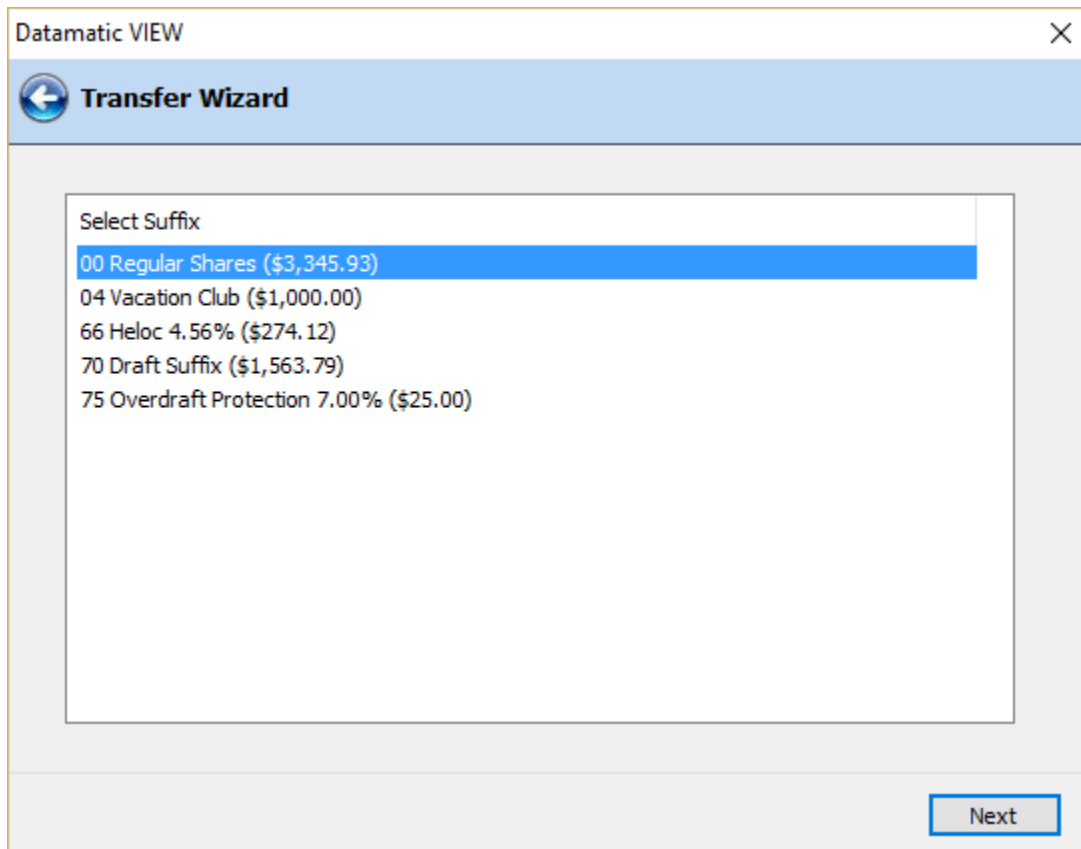 Datamatic VIEW
Transfer Wizard
Select Suffix
00 Regular Shares ($3,345.93)
04 Vacation Club ($1,000.00)
66 Heloc 4.56% ($274.12)
70 Draft Suffix ($1,563.79)
75 Overdraft Protection 7.00% ($25.00)
Next